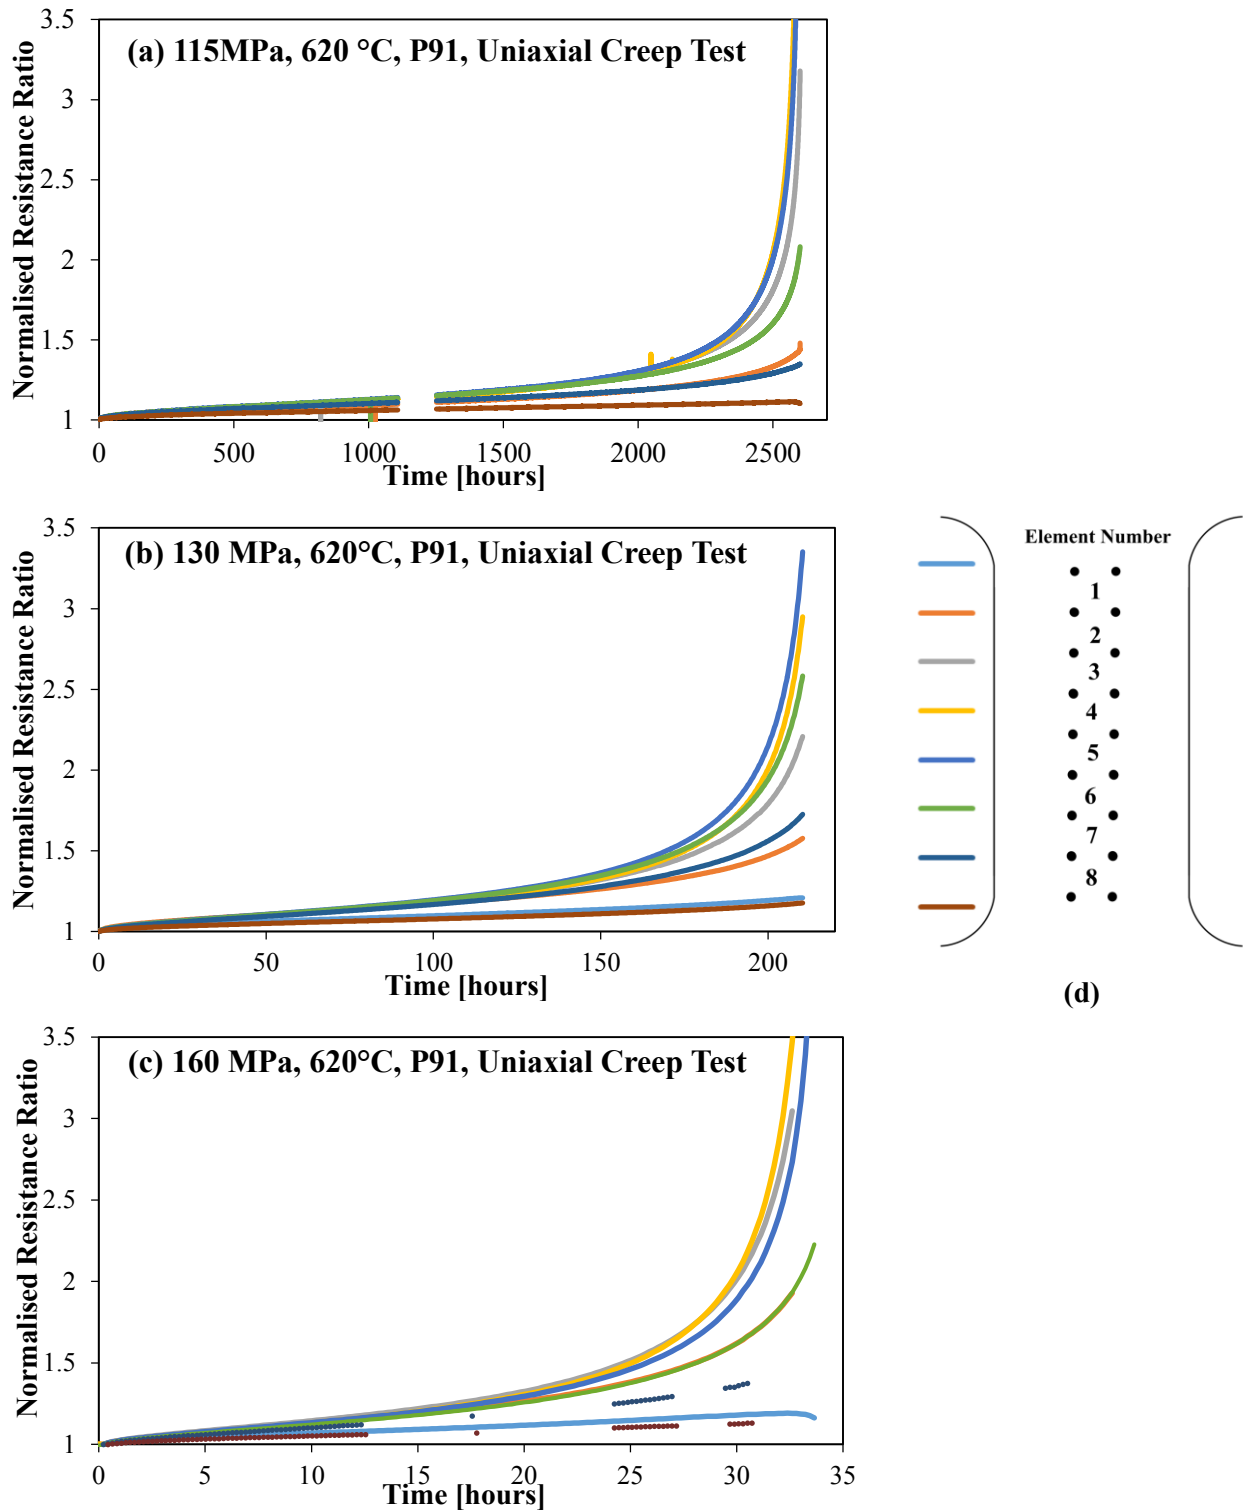 (a) 115MPa, 620 °C, P91, Uniaxial Creep Test
Normalised Resistance Ratio
3.5
3
2.5
2
1.5
1
0 500 1000 1500 2000 2500
Time [hours]
(b) 130 MPa, 620°C, P91, Uniaxial Creep Test
Normalised Resistance Ratio
3.5
3
2.5
2
1.5
1
0 50 100 150 200
Time [hours]
Element Number
1
2
3
4
5
6
7
8
(d)
(c) 160 MPa, 620°C, P91, Uniaxial Creep Test
Normalised Resistance Ratio
3.5
3
2.5
2
1.5
1
0 5 10 15 20 25 30 35
Time [hours]